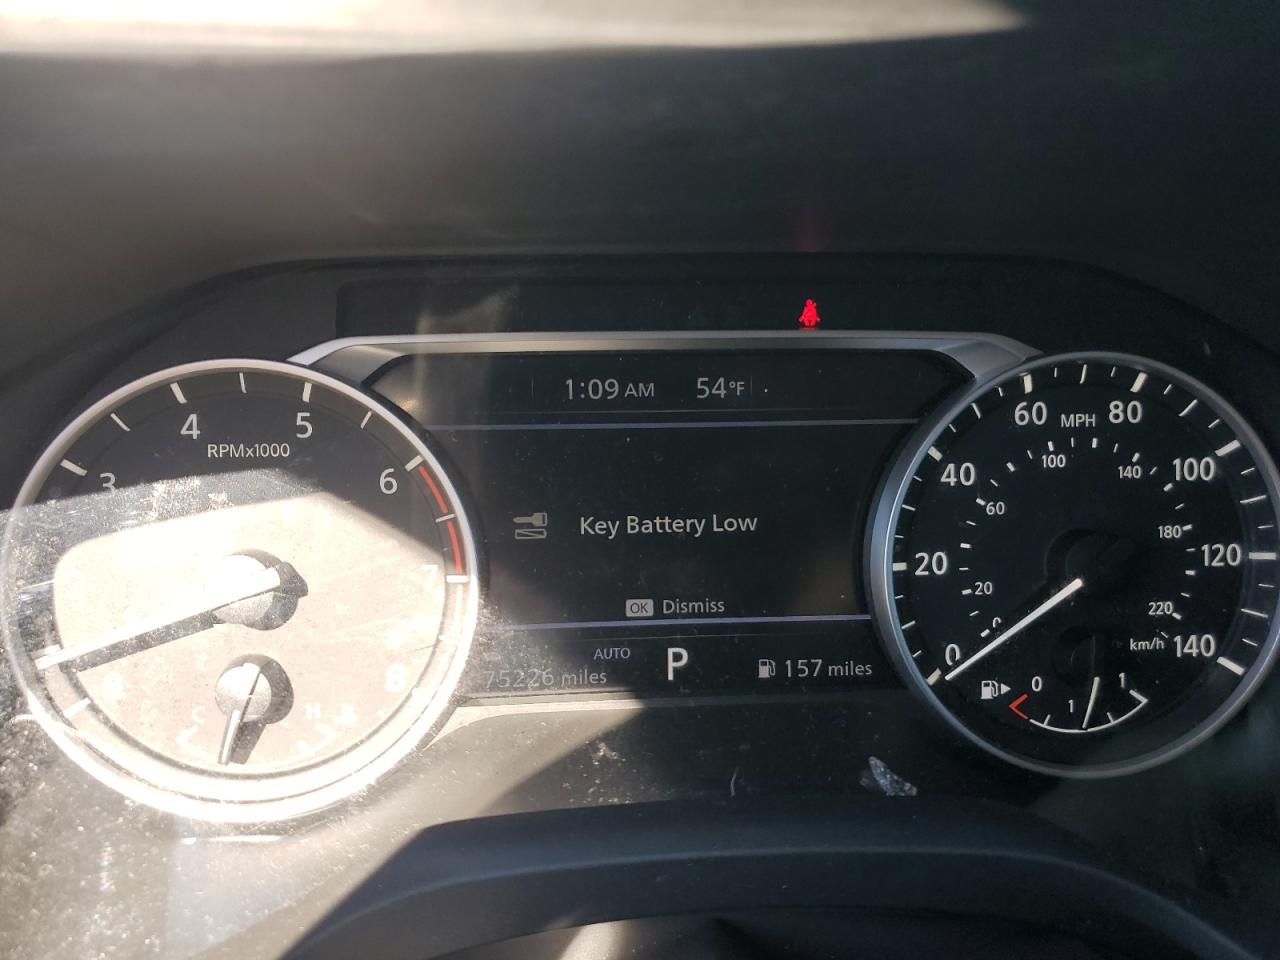 1:09 AM 54°F
Key Battery Low
OK Dismiss
AUTO
75226 miles
P
157 miles
3 4 5 6 7 8
RPMx1000
C H
0 20 40 60 80 100 120 140
MPH
20 60 100 140 180 220
km/h
0 1